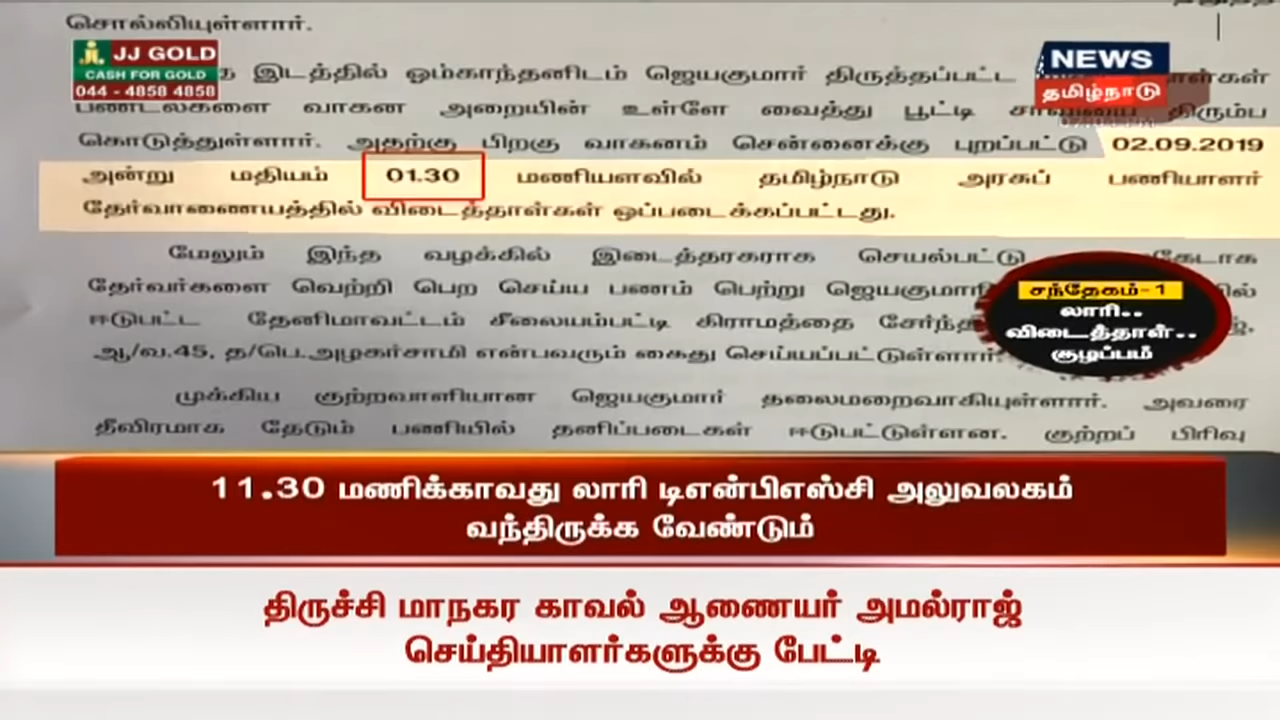 சொல்லியுள்ளார்.
JJ GOLD
CASH FOR GOLD
044 - 4858 4858
NEWS
தமிழ்நாடு
இடத்தில் ஓம்காந்தனிடம் ஜெயகுமார் திருத்தப்பட்ட
பண்டல்களை வாகன அறையின் உள்ளே வைத்து பூட்டி சாவியை திரும்ப
கொடுத்துள்ளார். அதற்கு பிறகு வாகனம் சென்னைக்கு புறப்பட்டு 02.09.2019
அன்று மதியம் 01.30 மணியளவில் தமிழ்நாடு அரசுப் பணியாளர்
தேர்வாணையத்தில் விடைத்தாள்கள் ஒப்படைக்கப்பட்டது.
மேலும் இந்த வழக்கில் இடைத்தரகராக செயல்பட்டு
தேர்வர்களை வெற்றி பெற செய்ய பணம் பெற்று
ஈடுபட்ட தேனிமாவட்டம் சீலையம்பட்டி கிராமத்தை
ஆ/வ.45, த/பெ.அழகர்சாமி என்பவரும் கைது செய்யப்பட்டுள்ளார்.
முக்கிய குற்றவாளியான ஜெயகுமார் தலைமறைவாகியுள்ளார். அவரை
தீவிரமாக தேடும் பணியில் தனிப்படைகள் ஈடுபட்டுள்ளன. குற்றப் பிரிவு
சந்தேகம்-1
லாரி..
விடைத்தாள்..
குழப்பம்
11.30 மணிக்காவது லாரி டிஎன்பிஎஸ்சி அலுவலகம்
வந்திருக்க வேண்டும்
திருச்சி மாநகர காவல் ஆணையர் அமல்ராஜ்
செய்தியாளர்களுக்கு பேட்டி